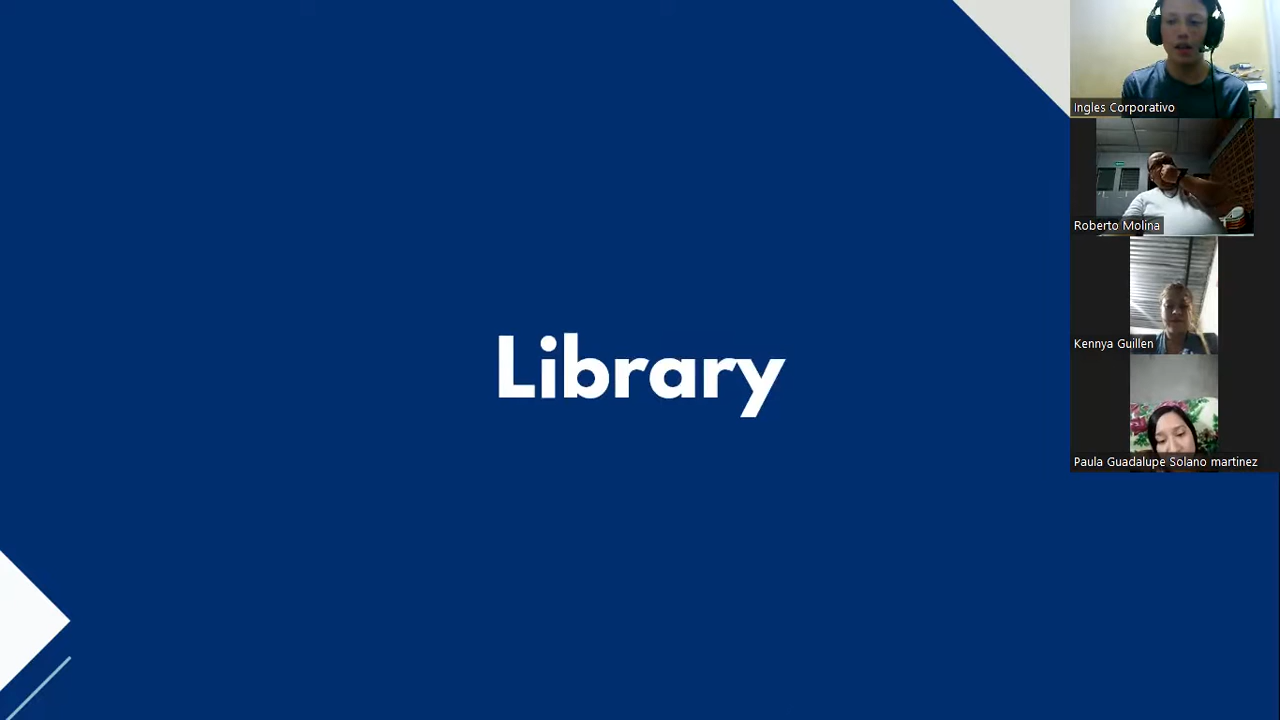 Library
Ingles Corporativo
Roberto Molina
Kennya Guillen
Paula Guadalupe Solano martinez